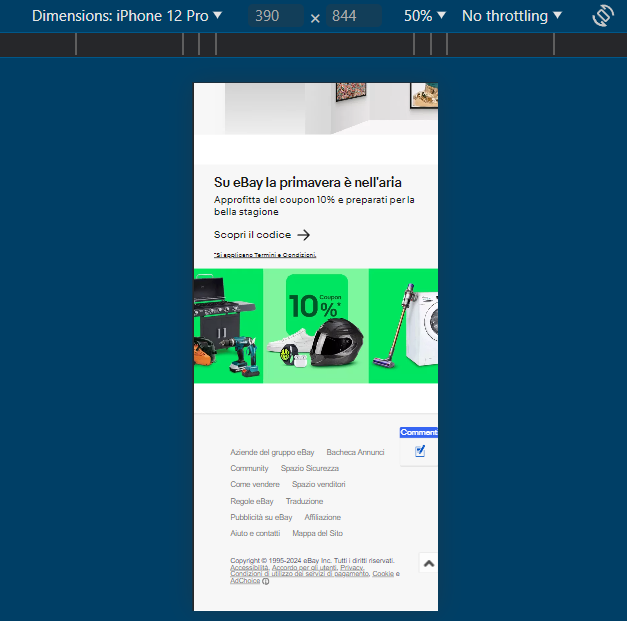 Dimensions: iPhone 12 Pro ▼ 390 × 844 50% ▼ No throttling ▼
Su eBay la primavera è nell'aria
Approfitta del coupon 10% e preparati per la
bella stagione
Scopri il codice →
*Si applicano Termini e Condizioni.
Coupon
10%*
Comment
Aziende del gruppo eBay Bacheca Annunci
Community Spazio Sicurezza
Come vendere Spazio venditori
Regole eBay Traduzione
Pubblicità su eBay Affiliazione
Aiuto e contatti Mappa del Sito
Copyright © 1995-2024 eBay Inc. Tutti i diritti riservati.
Accessibilità, Accordo per gli utenti, Privacy,
Condizioni di utilizzo dei servizi di pagamento, Cookie e
AdChoice